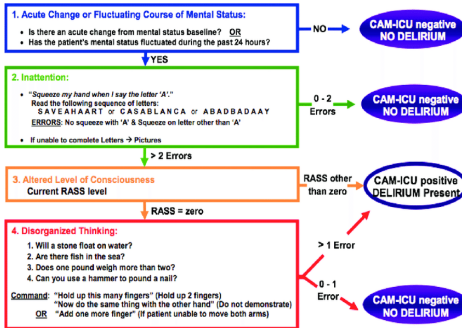 1. Acute Change or Fluctuating Course of Mental Status:
• Is there an acute change from mental status baseline? OR
• Has the patient's mental status fluctuated during the past 24 hours?
NO
CAM-ICU negative
NO DELIRIUM
YES
2. Inattention:
• "Squeeze my hand when I say the letter 'A'."
Read the following sequence of letters:
S A V E A H A A R T or C A S A B L A N C A or A B A D B A D A A Y
ERRORS: No squeeze with 'A' & Squeeze on letter other than 'A'
• If unable to complete Letters → Pictures
0 - 2
Errors
CAM-ICU negative
NO DELIRIUM
> 2 Errors
3. Altered Level of Consciousness
Current RASS level
RASS other
than zero
CAM-ICU positive
DELIRIUM Present
RASS = zero
4. Disorganized Thinking:
1. Will a stone float on water?
2. Are there fish in the sea?
3. Does one pound weigh more than two?
4. Can you use a hammer to pound a nail?
Command: "Hold up this many fingers" (Hold up 2 fingers)
"Now do the same thing with the other hand" (Do not demonstrate)
OR "Add one more finger" (If patient unable to move both arms)
> 1 Error
0 - 1
Error
CAM-ICU negative
NO DELIRIUM